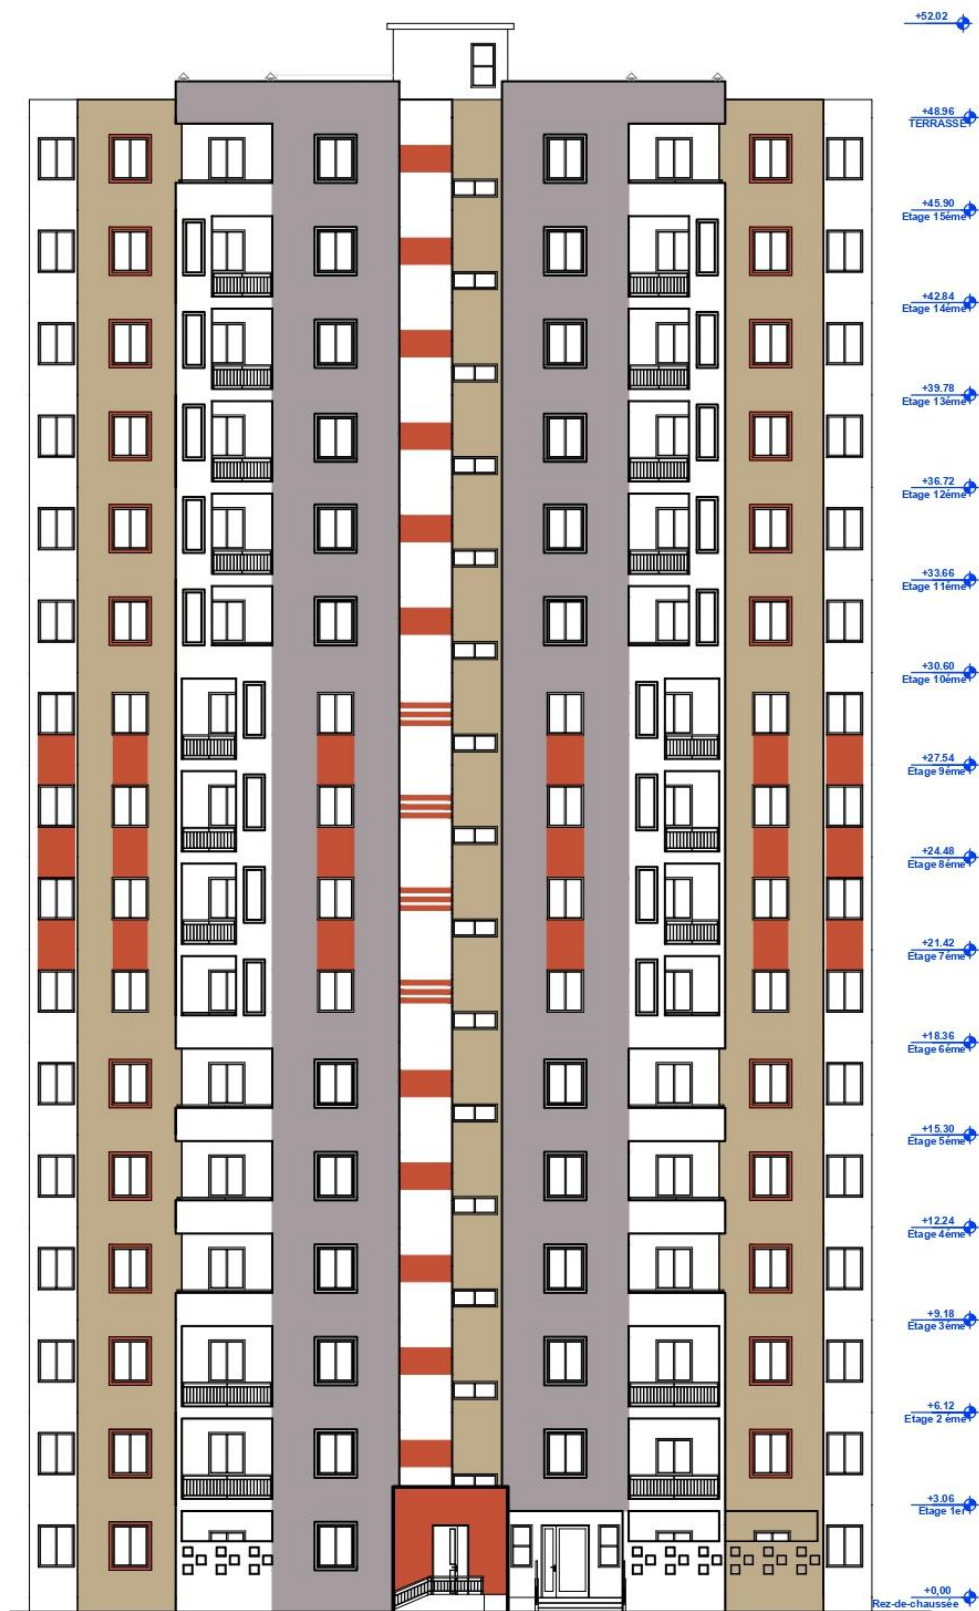 +52.02
+48.96
TERRASSE
+45.90
Etage 15éme
+42.84
Etage 14éme
+39.78
Etage 13éme
+36.72
Etage 12éme
+33.66
Etage 11éme
+30.60
Etage 10éme
+27.54
Etage 9éme
+24.48
Etage 8éme
+21.42
Etage 7éme
+18.36
Etage 6éme
+15.30
Etage 5éme
+12.24
Etage 4éme
+9.18
Etage 3éme
+6.12
Etage 2 éme
+3.06
Etage 1er
+0,00
Rez-de-chaussée